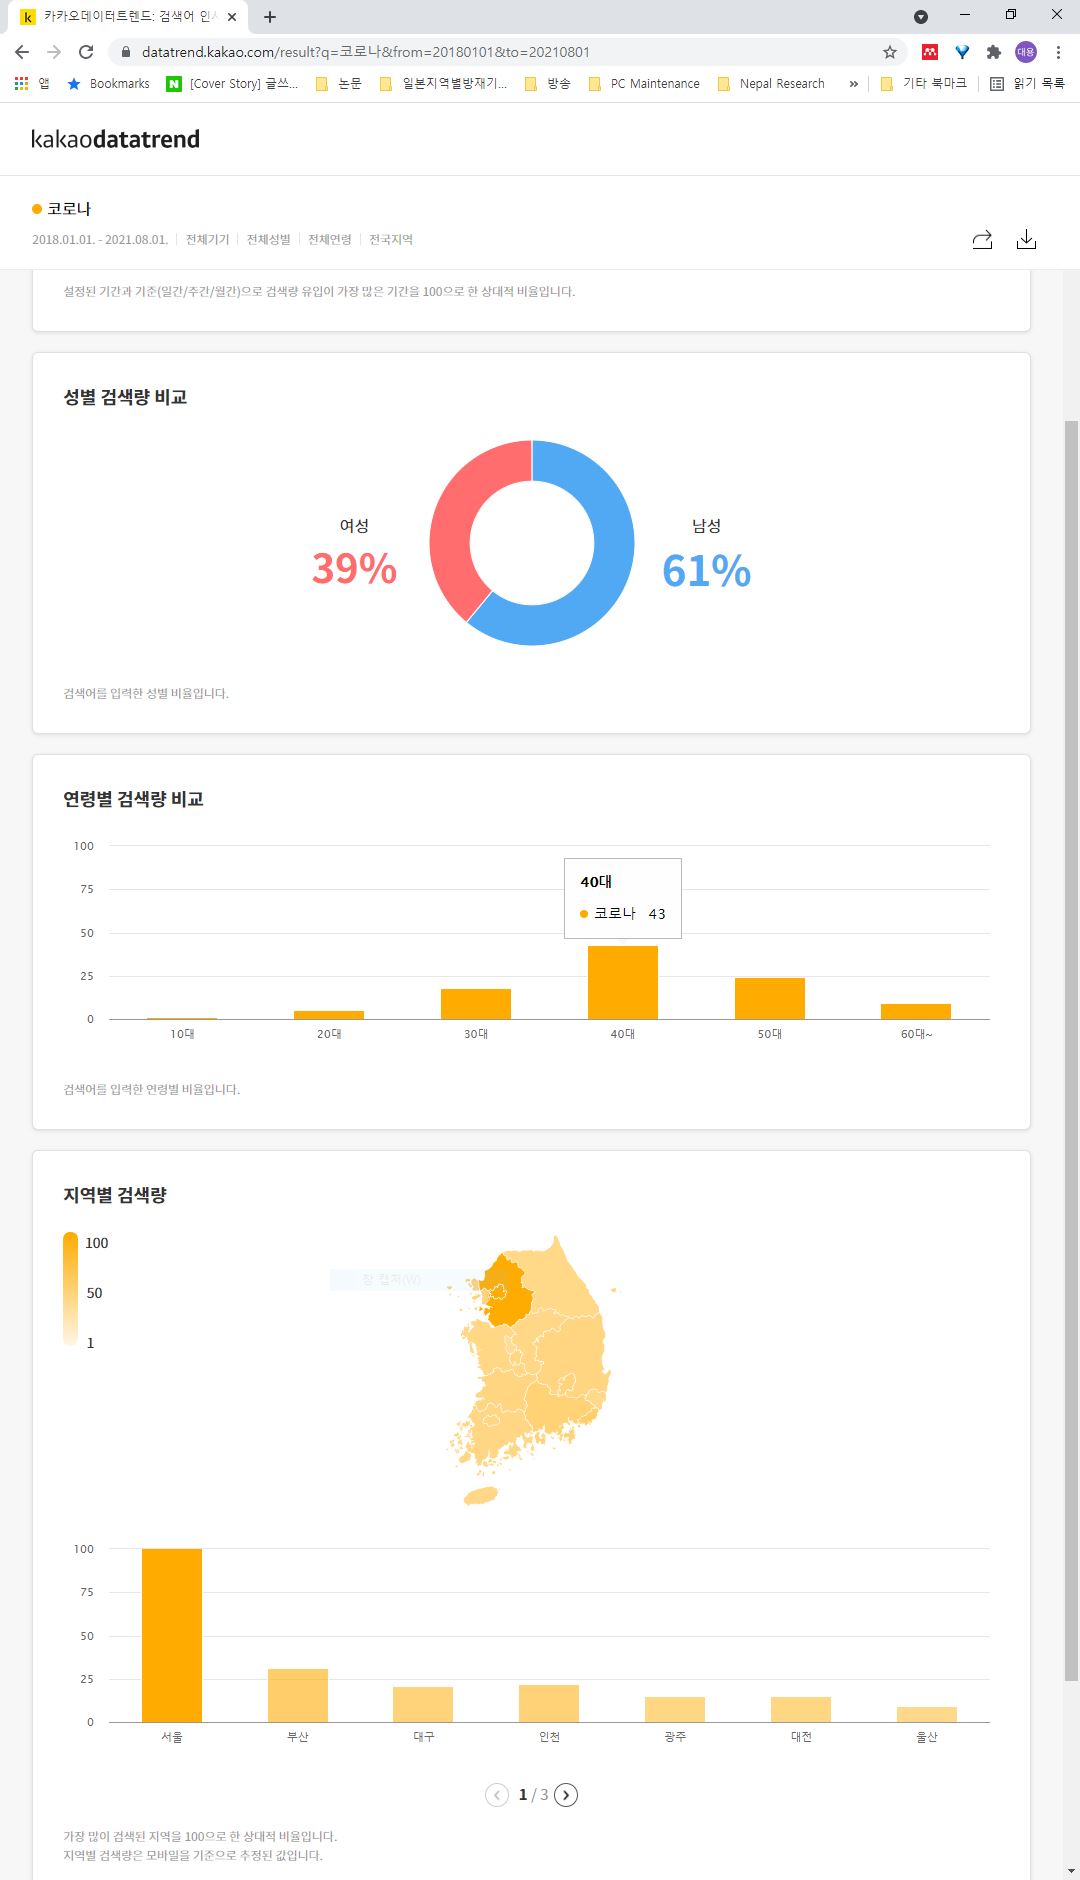 카카오데이터트렌드: 검색어 인
datatrend.kakao.com/result?q=코로나&from=20180101&to=20210801
대용
앱 Bookmarks [Cover Story] 글쓰... 논문 일본지역별방재기... 방송 PC Maintenance Nepal Research » 기타 북마크 읽기 목록
kakaodatatrend
코로나
2018.01.01. - 2021.08.01. 전체기기 전체성별 전체연령 전국지역
설정된 기간과 기준(일간/주간/월간)으로 검색량 유입이 가장 많은 기간을 100으로 한 상대적 비율입니다.
성별 검색량 비교
여성
39%
남성
61%
검색어를 입력한 성별 비율입니다.
연령별 검색량 비교
100
75
50
25
0
40대
코로나 43
10대 20대 30대 40대 50대 60대~
검색어를 입력한 연령별 비율입니다.
지역별 검색량
100
50
1
창 캡처(W)
100
75
50
25
0
서울 부산 대구 인천 광주 대전 울산
1 / 3
가장 많이 검색된 지역을 100으로 한 상대적 비율입니다.
지역별 검색량은 모바일을 기준으로 추정된 값입니다.